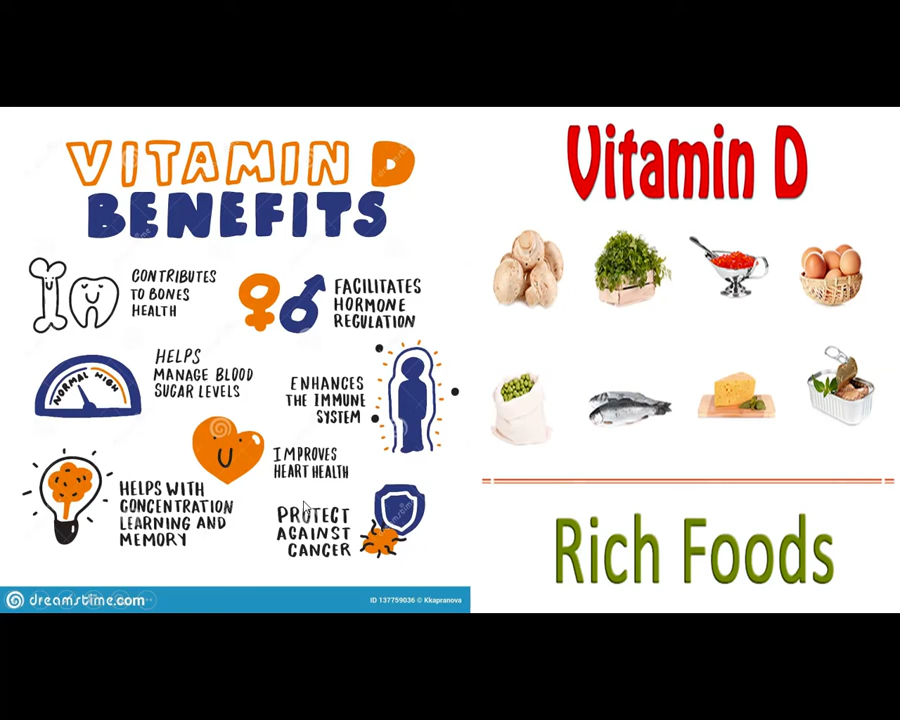 VITAMIN D
BENEFITS
CONTRIBUTES
TO BONES
HEALTH
FACILITATES
HORMONE
REGULATION
NORMAL HIGH
HELPS
MANAGE BLOOD
SUGAR LEVELS
ENHANCES
THE IMMUNE
SYSTEM
IMPROVES
HEART HEALTH
HELPS WITH
CONCENTRATION
LEARNING AND
MEMORY
PROTECT
AGAINST
CANCER
dreamstime.com
ID 137759036 © Kkapranova
Vitamin D
Rich Foods